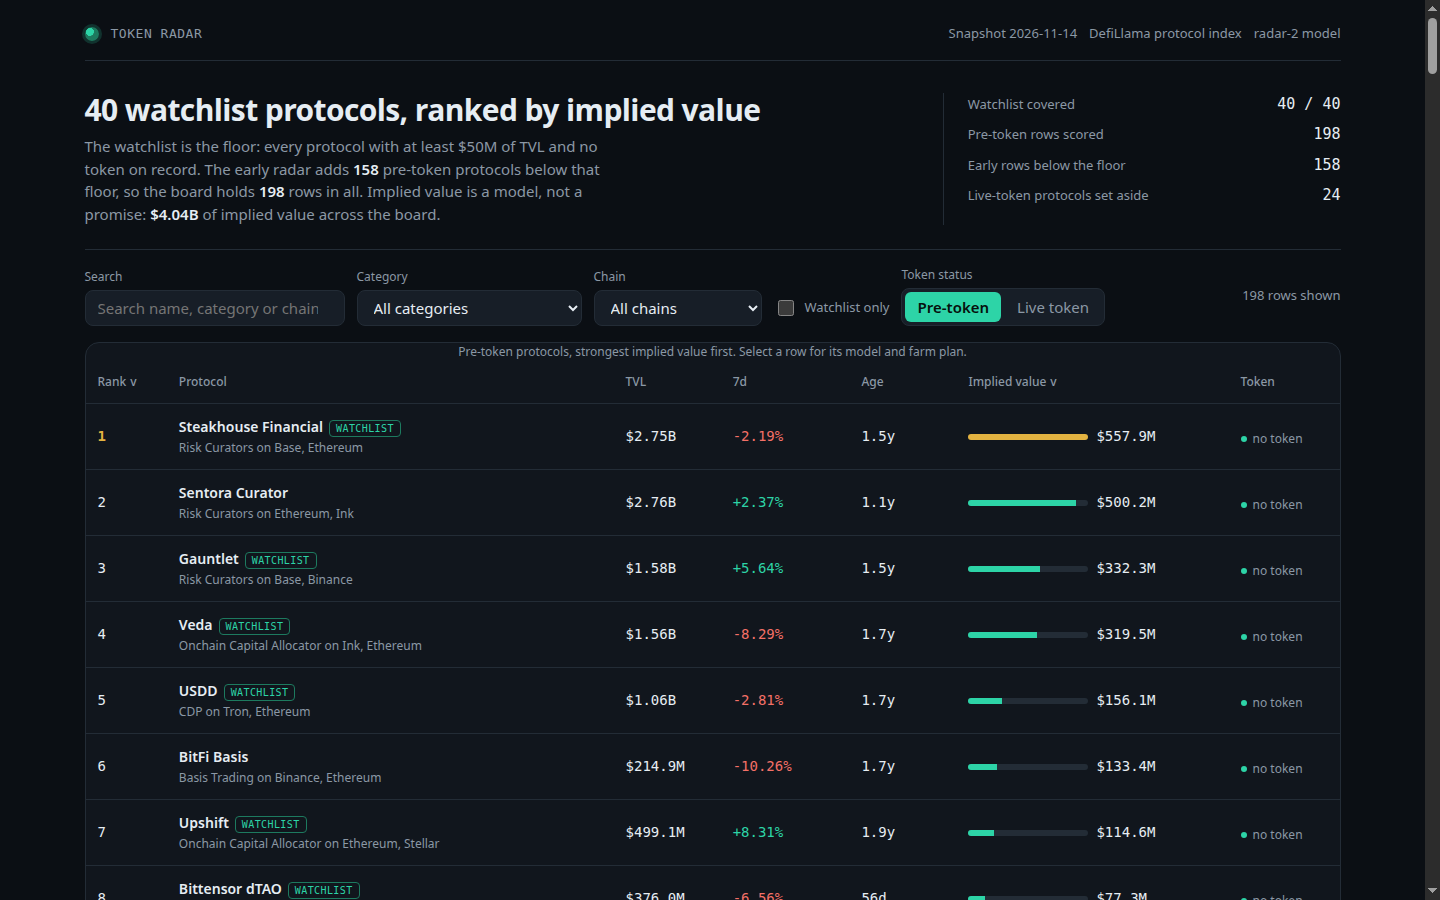 TOKEN RADAR
Snapshot 2026-11-14 DefiLlama protocol index radar-2 model
40 watchlist protocols, ranked by implied value
The watchlist is the floor: every protocol with at least $50M of TVL and no
token on record. The early radar adds 158 pre-token protocols below that
floor, so the board holds 198 rows in all. Implied value is a model, not a
promise: $4.04B of implied value across the board.
Watchlist covered 40 / 40
Pre-token rows scored 198
Early rows below the floor 158
Live-token protocols set aside 24
Search
Search name, category or chain
Category
All categories
Chain
All chains
Watchlist only
Token status
Pre-token Live token
198 rows shown
Pre-token protocols, strongest implied value first. Select a row for its model and farm plan.
Rank v Protocol TVL 7d Age Implied value v Token
1 Steakhouse Financial WATCHLIST $2.75B -2.19% 1.5y $557.9M no token
Risk Curators on Base, Ethereum
2 Sentora Curator $2.76B +2.37% 1.1y $500.2M no token
Risk Curators on Ethereum, Ink
3 Gauntlet WATCHLIST $1.58B +5.64% 1.5y $332.3M no token
Risk Curators on Base, Binance
4 Veda WATCHLIST $1.56B -8.29% 1.7y $319.5M no token
Onchain Capital Allocator on Ink, Ethereum
5 USDD WATCHLIST $1.06B -2.81% 1.7y $156.1M no token
CDP on Tron, Ethereum
6 BitFi Basis $214.9M -10.26% 1.7y $133.4M no token
Basis Trading on Binance, Ethereum
7 Upshift WATCHLIST $499.1M +8.31% 1.9y $114.6M no token
Onchain Capital Allocator on Ethereum, Stellar
8 Bittensor dTAO WATCHLIST $376.0M -6.56% 56d $77.3M no token